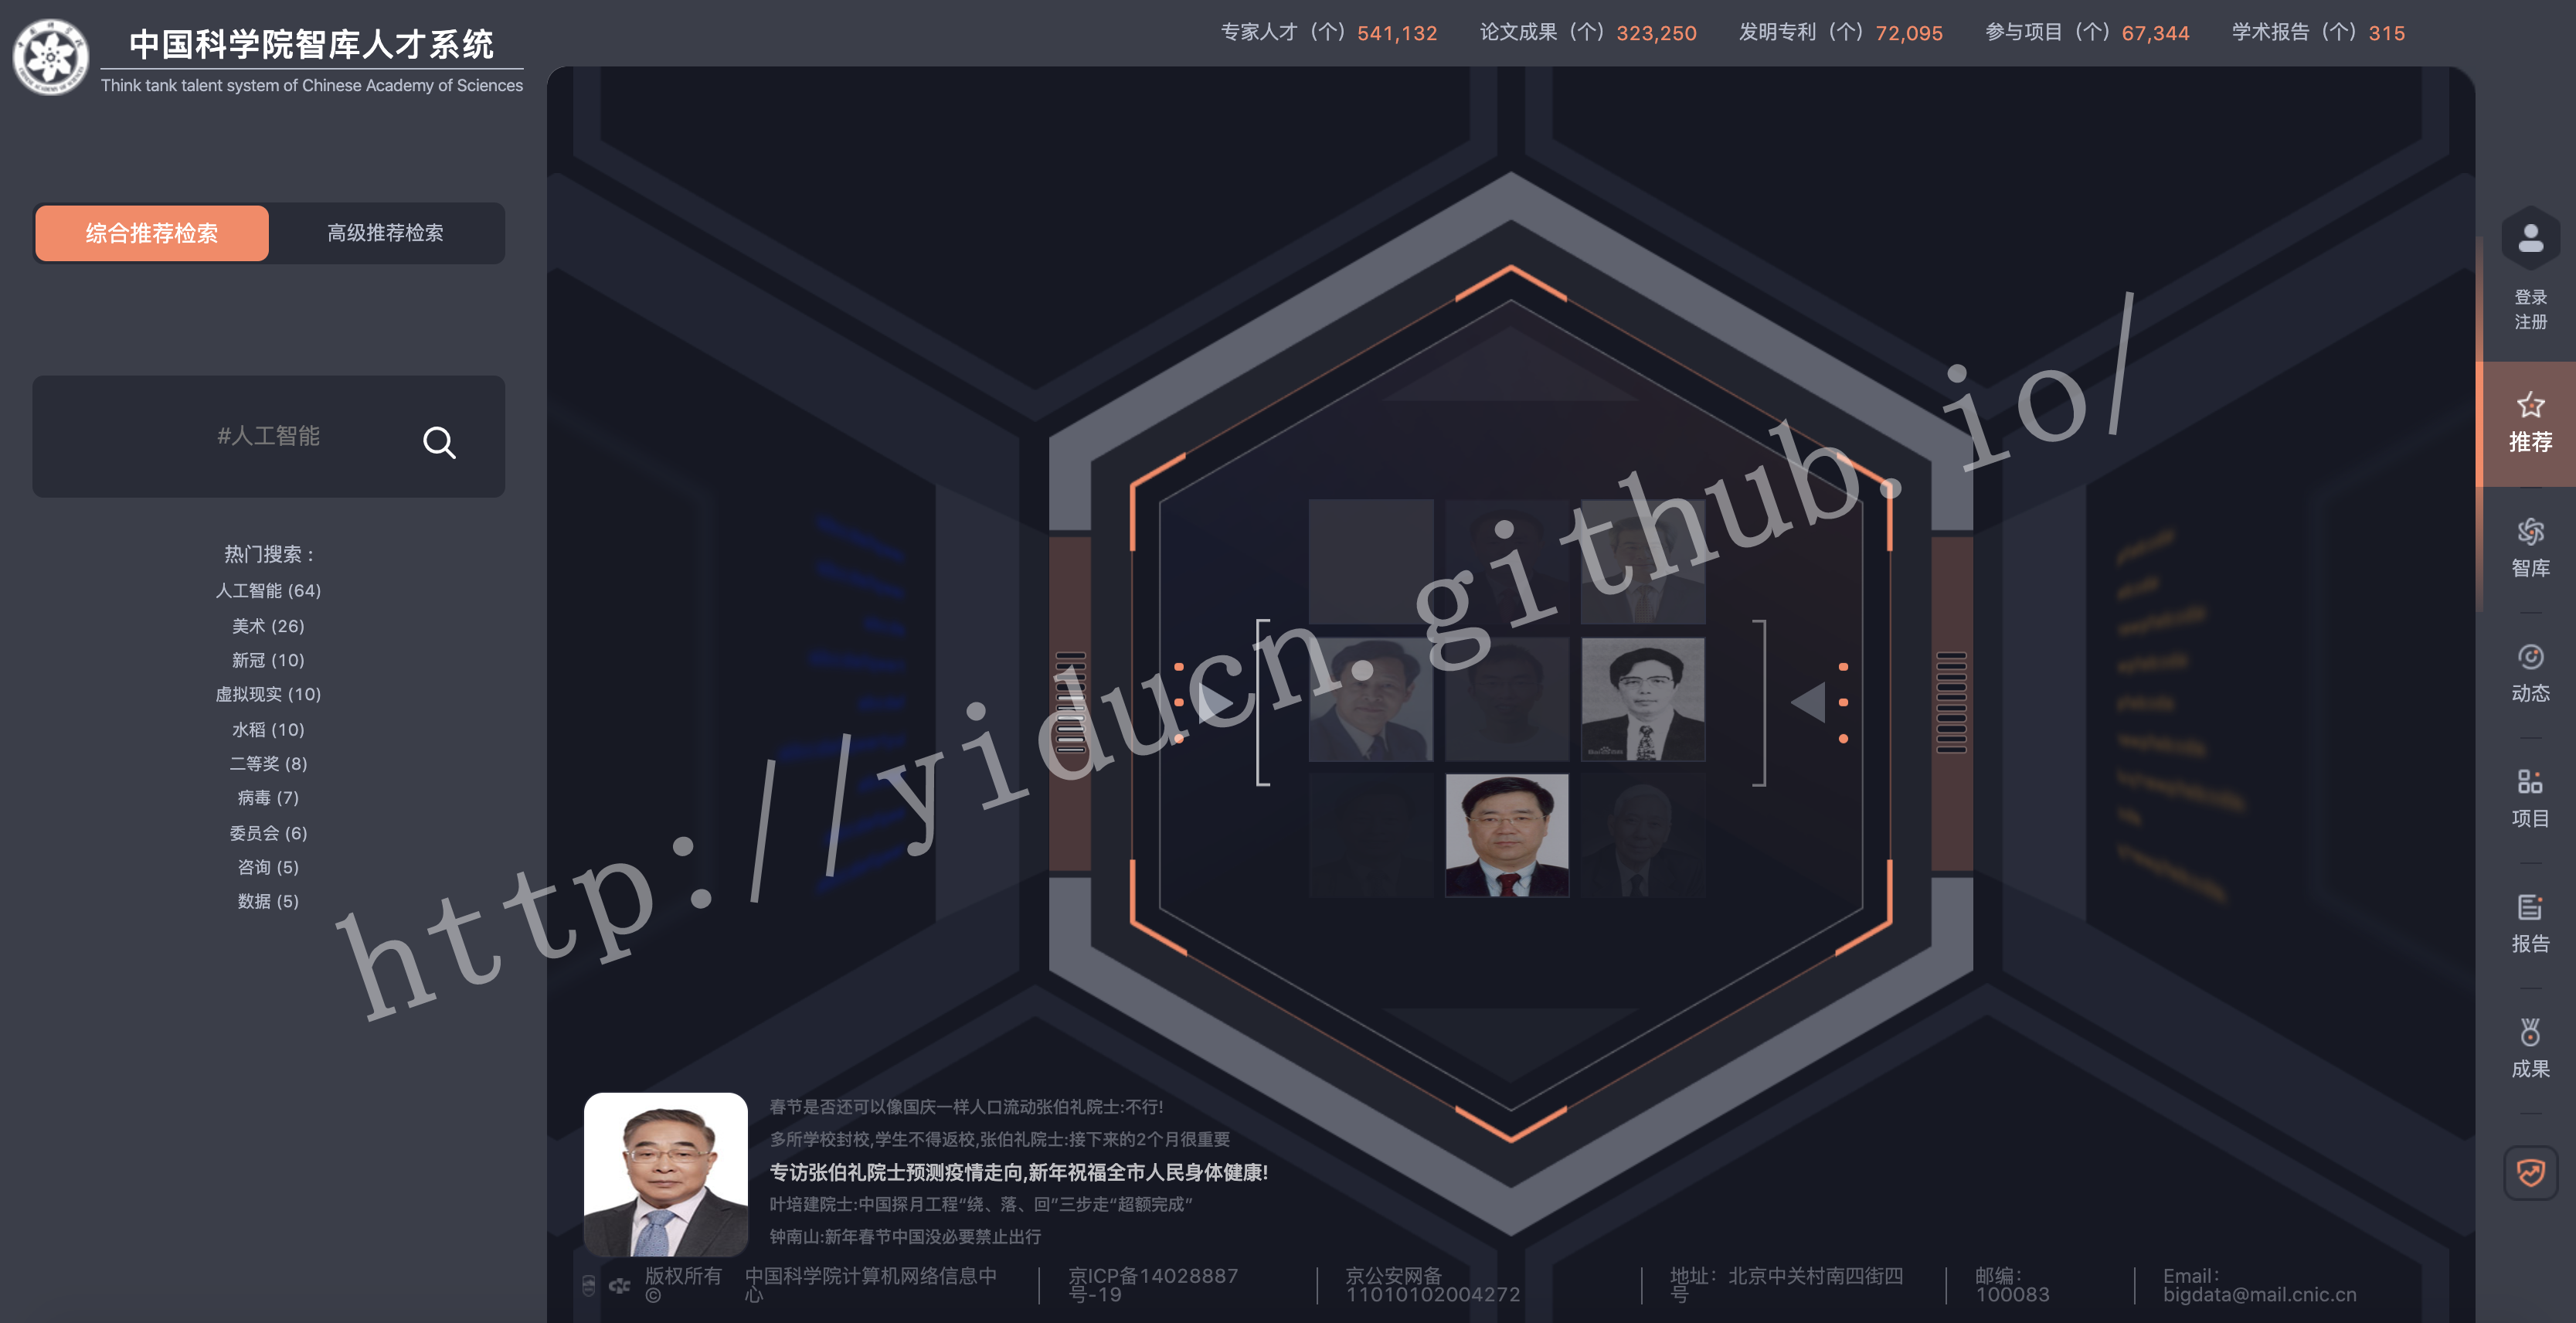 中国科学院智库人才系统
Think tank talent system of Chinese Academy of Sciences
专家人才（个）541,132
论文成果（个）323,250
发明专利（个）72,095
参与项目（个）67,344
学术报告（个）315
综合推荐检索
高级推荐检索
#人工智能
热门搜索：
人工智能 (64)
美术 (26)
新冠 (10)
虚拟现实 (10)
水稻 (10)
二等奖 (8)
病毒 (7)
委员会 (6)
咨询 (5)
数据 (5)
http://yiducn.github.io/
登录
注册
推荐
智库
动态
项目
报告
成果
春节是否还可以像国庆一样人口流动张伯礼院士:不行!
多所学校封校,学生不得返校,张伯礼院士:接下来的2个月很重要
专访张伯礼院士预测疫情走向,新年祝福全市人民身体健康!
叶培建院士:中国探月工程“绕、落、回”三步走“超额完成”
钟南山:新年春节中国没必要禁止出行
版权所有
©
中国科学院计算机网络信息中
心
京ICP备14028887
号-19
京公安网备
11010102004272
地址：北京中关村南四街四
号
邮编：
100083
Email：
bigdata@mail.cnic.cn